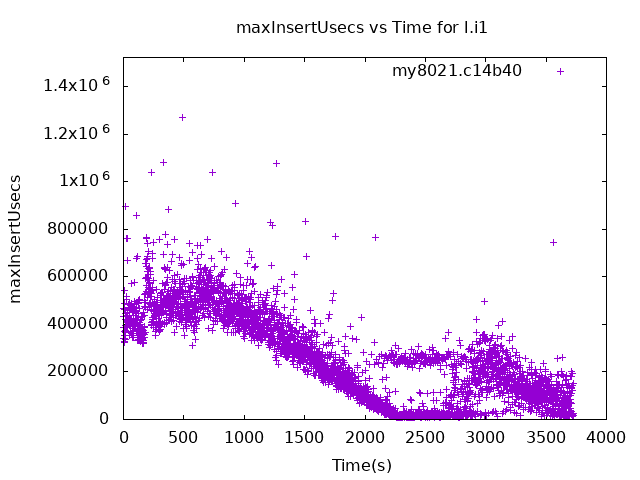 maxInsertUsecs vs Time for l.i1
my8021.c14b40
1.4x10^6
1.2x10^6
1x10^6
800000
600000
400000
200000
0
maxInsertUsecs
0 500 1000 1500 2000 2500 3000 3500 4000
Time(s)